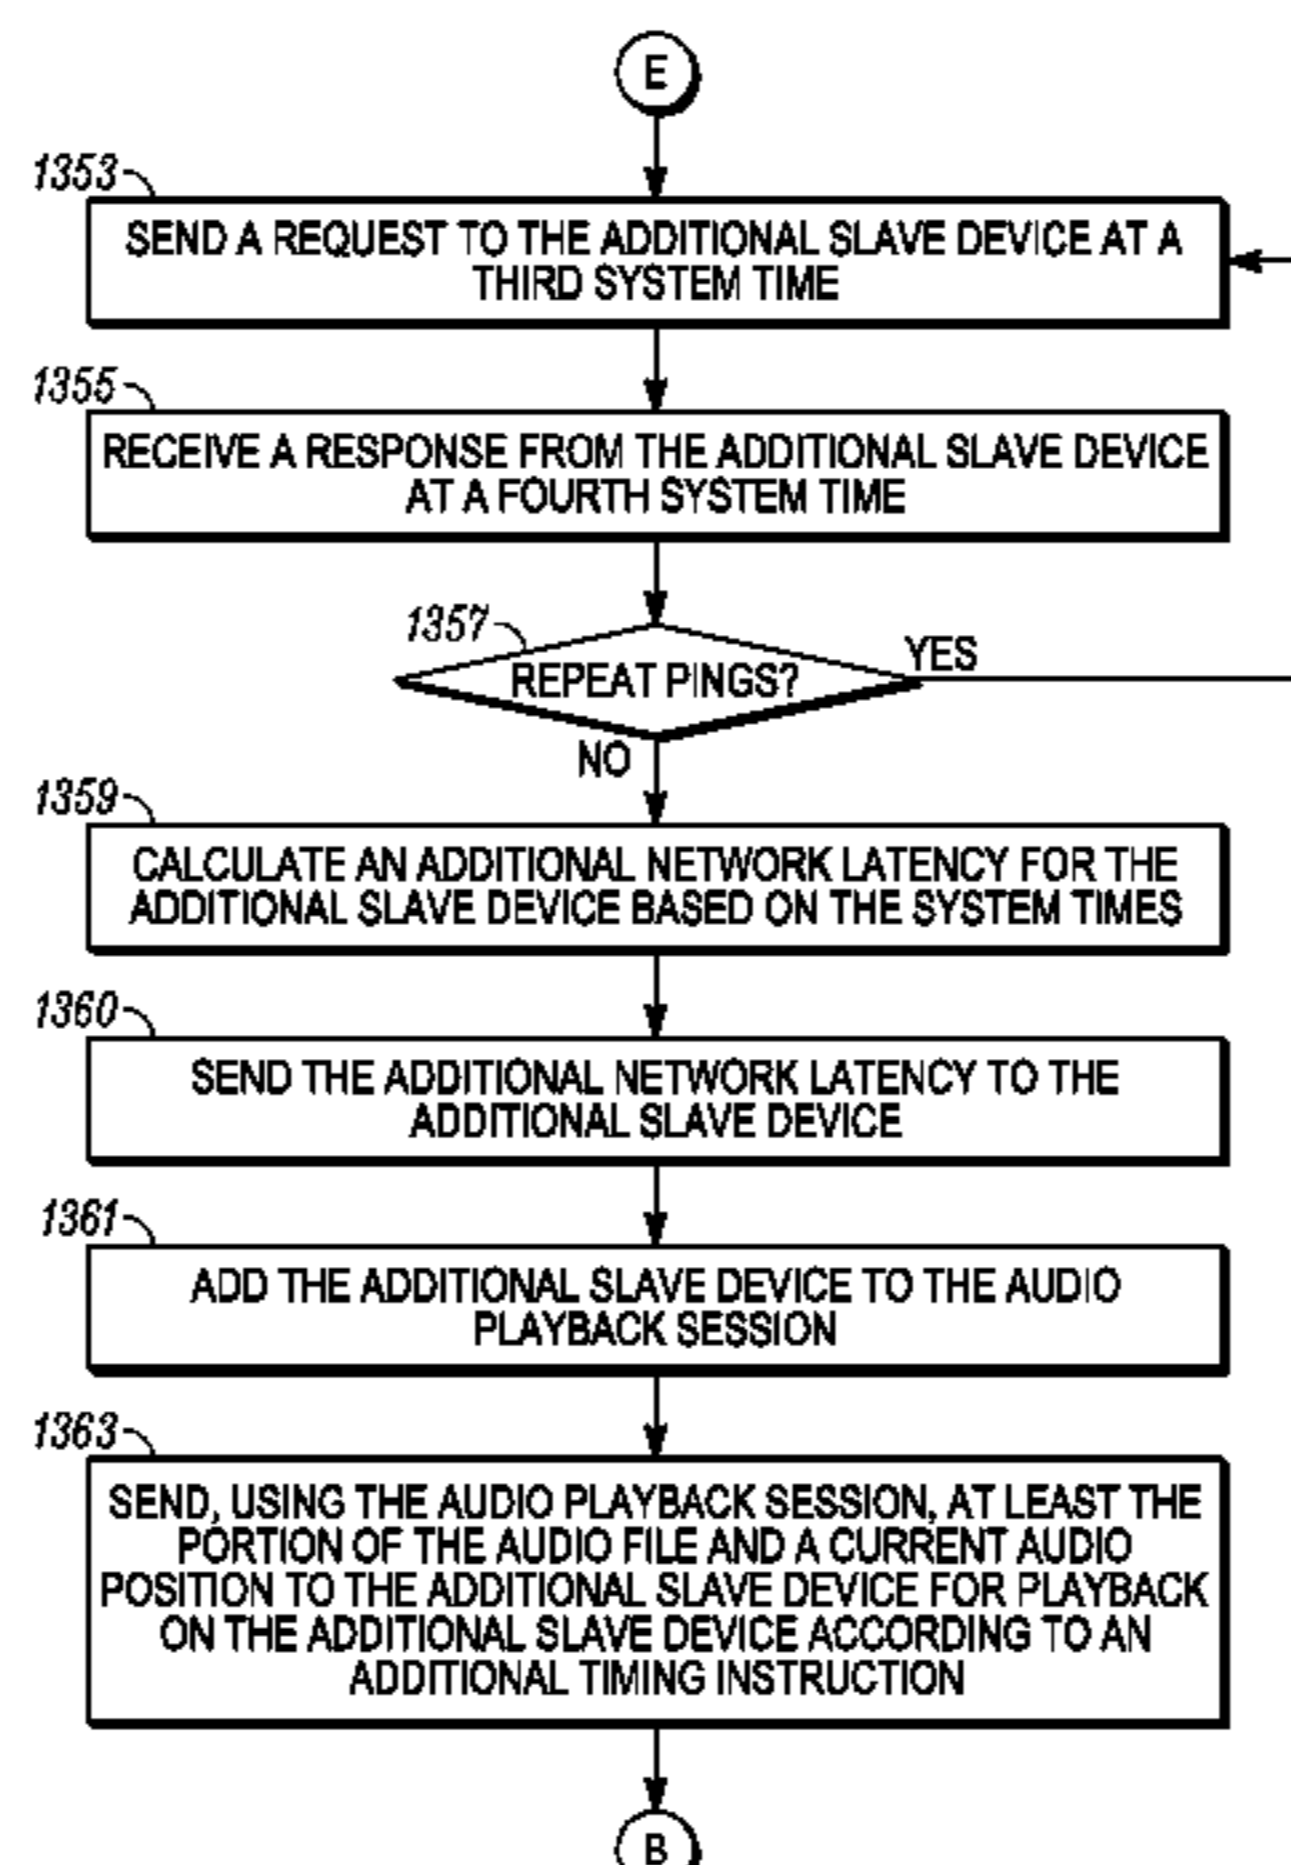 E
1353
SEND A REQUEST TO THE ADDITIONAL SLAVE DEVICE AT A
THIRD SYSTEM TIME
1355
RECEIVE A RESPONSE FROM THE ADDITIONAL SLAVE DEVICE
AT A FOURTH SYSTEM TIME
1357
REPEAT PINGS?
YES
NO
1359
CALCULATE AN ADDITIONAL NETWORK LATENCY FOR THE
ADDITIONAL SLAVE DEVICE BASED ON THE SYSTEM TIMES
1360
SEND THE ADDITIONAL NETWORK LATENCY TO THE
ADDITIONAL SLAVE DEVICE
1361
ADD THE ADDITIONAL SLAVE DEVICE TO THE AUDIO
PLAYBACK SESSION
1363
SEND, USING THE AUDIO PLAYBACK SESSION, AT LEAST THE
PORTION OF THE AUDIO FILE AND A CURRENT AUDIO
POSITION TO THE ADDITIONAL SLAVE DEVICE FOR PLAYBACK
ON THE ADDITIONAL SLAVE DEVICE ACCORDING TO AN
ADDITIONAL TIMING INSTRUCTION
B